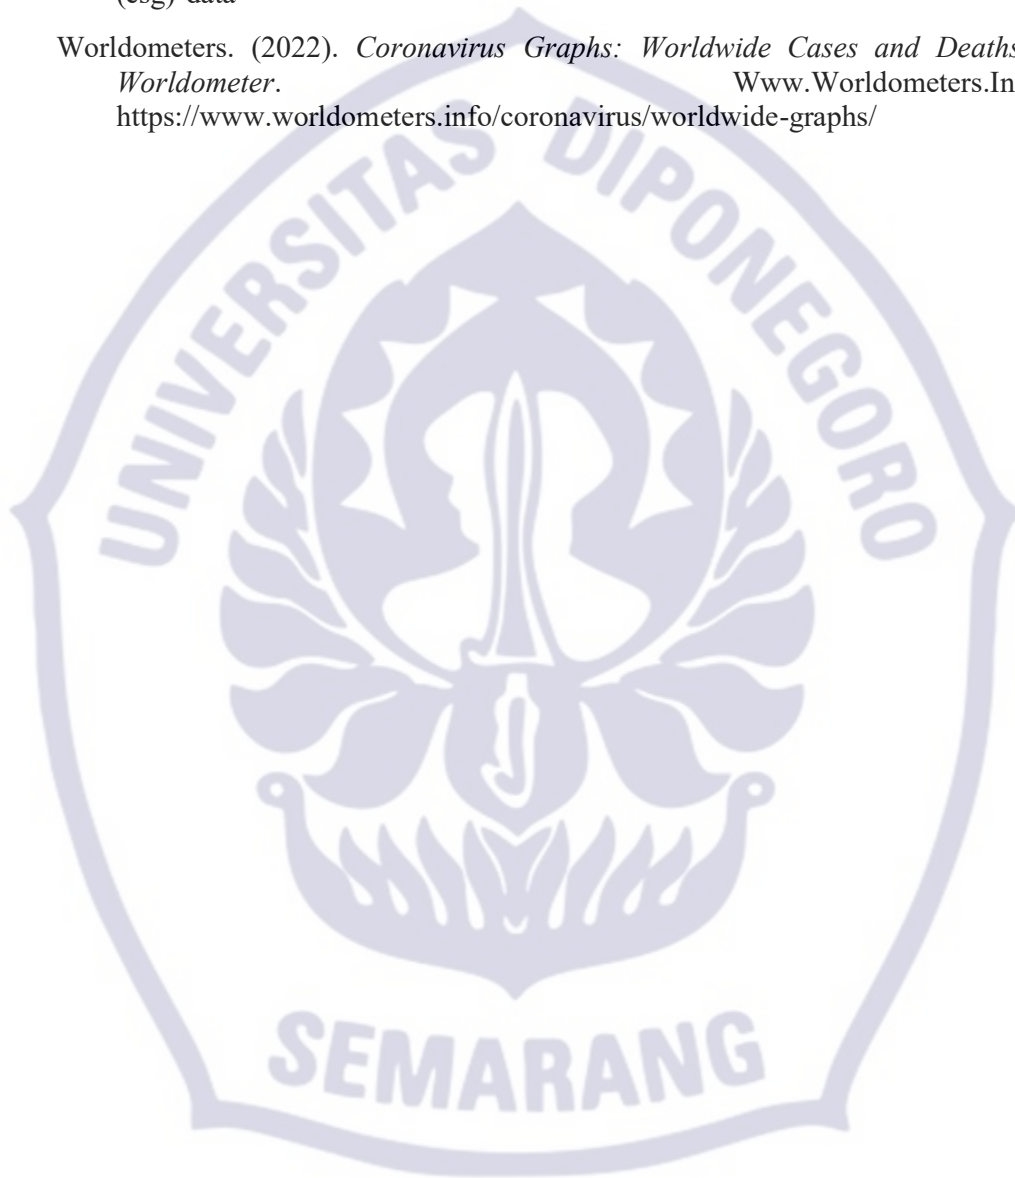 (esg)-data
Worldometers. (2022). Coronavirus Graphs: Worldwide Cases and Deaths
Worldometer. Www.Worldometers.In
https://www.worldometers.info/coronavirus/worldwide-graphs/
UNIVERSITAS DIPONEGORO
SEMARANG